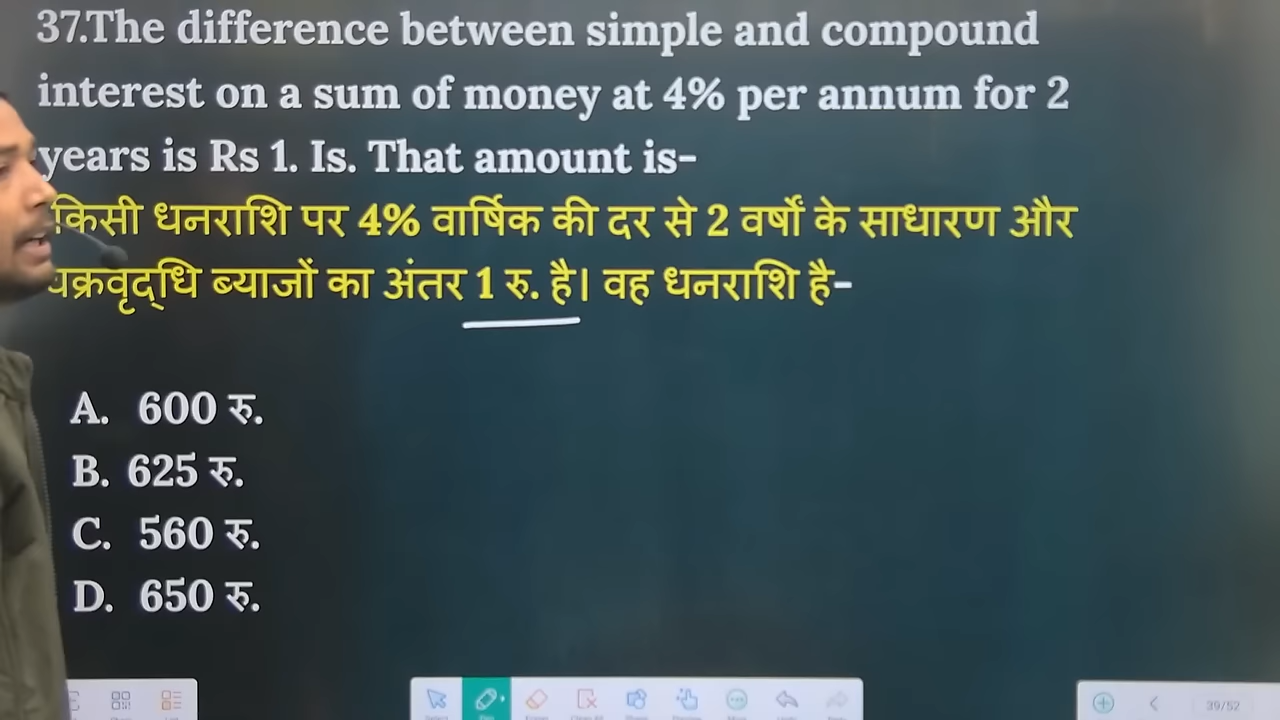 37.The difference between simple and compound
interest on a sum of money at 4% per annum for 2
years is Rs 1. Is. That amount is-
किसी धनराशि पर 4% वार्षिक की दर से 2 वर्षों के साधारण और
चक्रवृद्धि ब्याजों का अंतर 1 रु. है। वह धनराशि है-
A. 600 रु.
B. 625 रु.
C. 560 रु.
D. 650 रु.
39/52